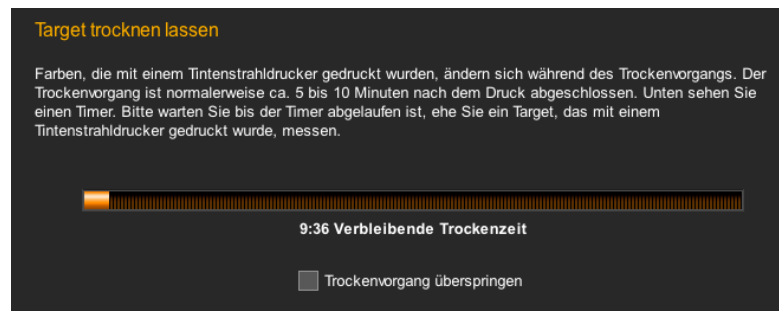 Target trocknen lassen
Farben, die mit einem Tintenstrahldrucker gedruckt wurden, ändern sich während des Trockenvorgangs. Der
Trockenvorgang ist normalerweise ca. 5 bis 10 Minuten nach dem Druck abgeschlossen. Unten sehen Sie
einen Timer. Bitte warten Sie bis der Timer abgelaufen ist, ehe Sie ein Target, das mit einem
Tintenstrahldrucker gedruckt wurde, messen.
9:36 Verbleibende Trockenzeit
Trockenvorgang überspringen